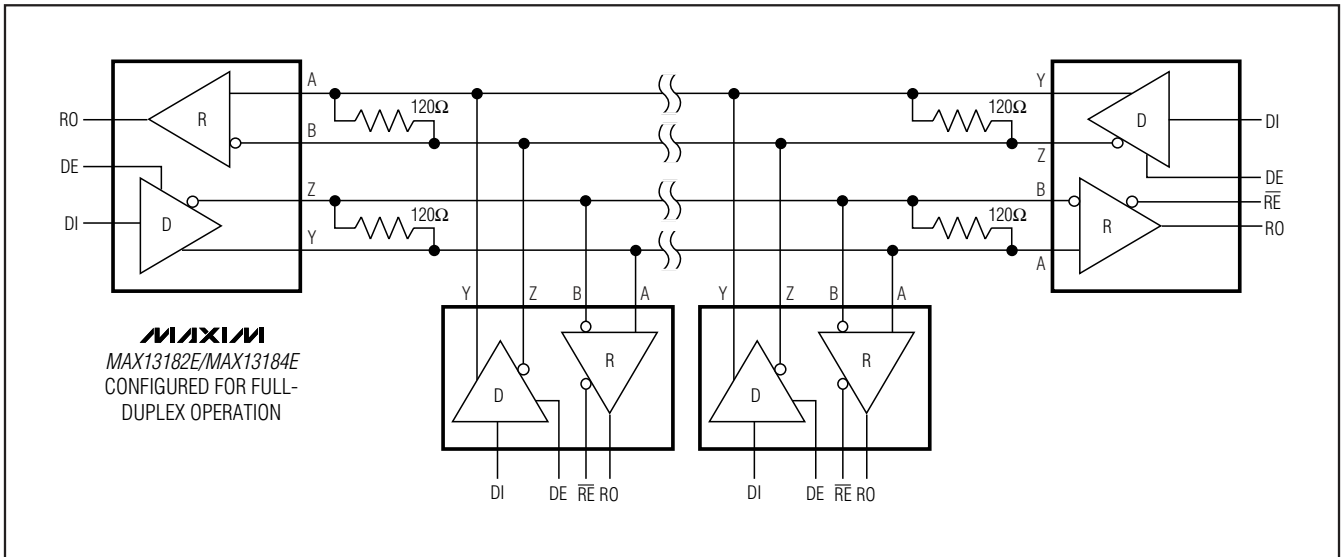 A
Y
120Ω
120Ω
RO
R
D
DI
B
Z
DE
DE
Z
B
RE
120Ω
120Ω
DI
D
R
RO
Y
A
Y
Z
B
A
Y
Z
B
A
MAXIM
MAX13182E/MAX13184E
CONFIGURED FOR FULL-
DUPLEX OPERATION
D
R
D
R
DI
DE
RE
RO
DI
DE
RE
RO